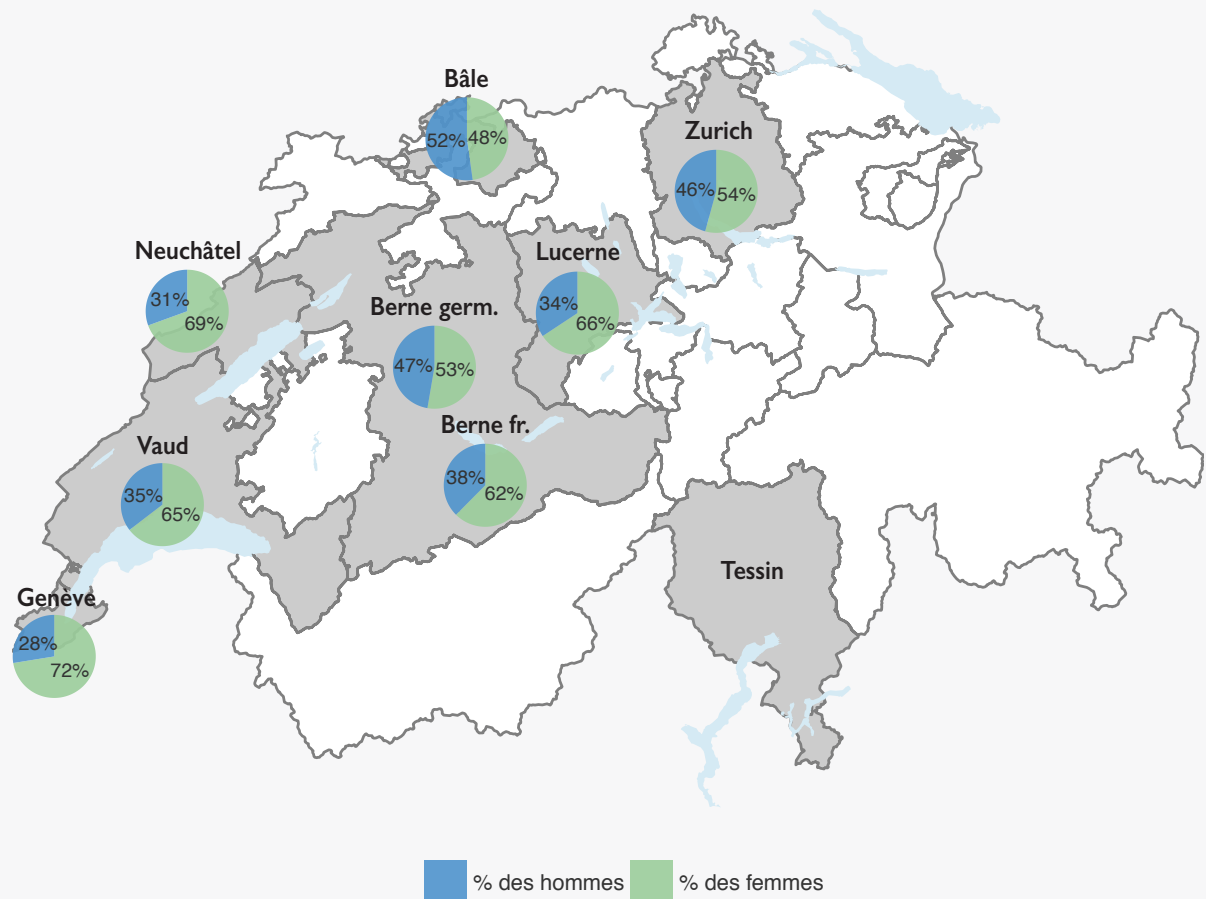 Bâle
52% 48%
Zurich
46% 54%
Neuchâtel
31%
69%
Lucerne
34%
66%
Berne germ.
47% 53%
Berne fr.
38%
62%
Vaud
35%
65%
Tessin
Genève
28%
72%
% des hommes % des femmes